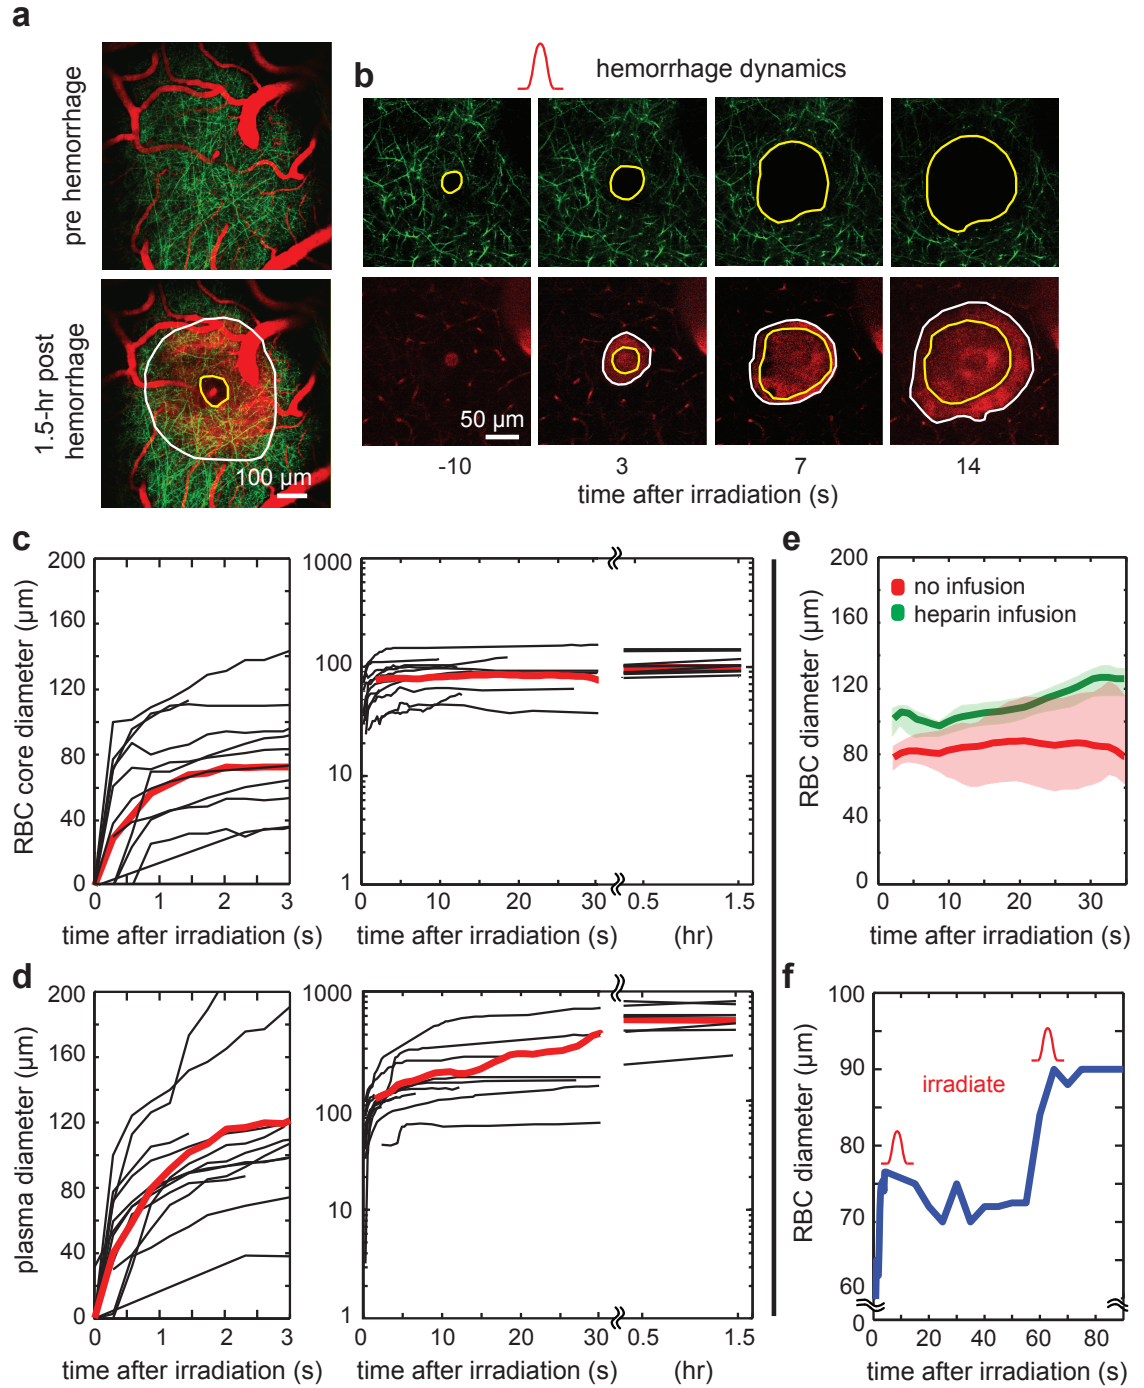 a
pre hemorrhage
1.5-hr post
hemorrhage
100 µm
b
hemorrhage dynamics
50 µm
-10 3 7 14
time after irradiation (s)
c
RBC core diameter (µm)
200
160
120
80
40
0
0 1 2 3
time after irradiation (s)
1000
100
10
1
0 10 20 30 0.5 1.5
time after irradiation (s) (hr)
d
plasma diameter (µm)
200
160
120
80
40
0
0 1 2 3
time after irradiation (s)
1000
100
10
1
0 10 20 30 0.5 1.5
time after irradiation (s) (hr)
e
RBC diameter (µm)
200
160
120
80
40
0
no infusion
heparin infusion
0 10 20 30
time after irradiation (s)
f
RBC diameter (µm)
100
90
80
70
60
0
irradiate
0 20 40 60 80
time after irradiation (s)